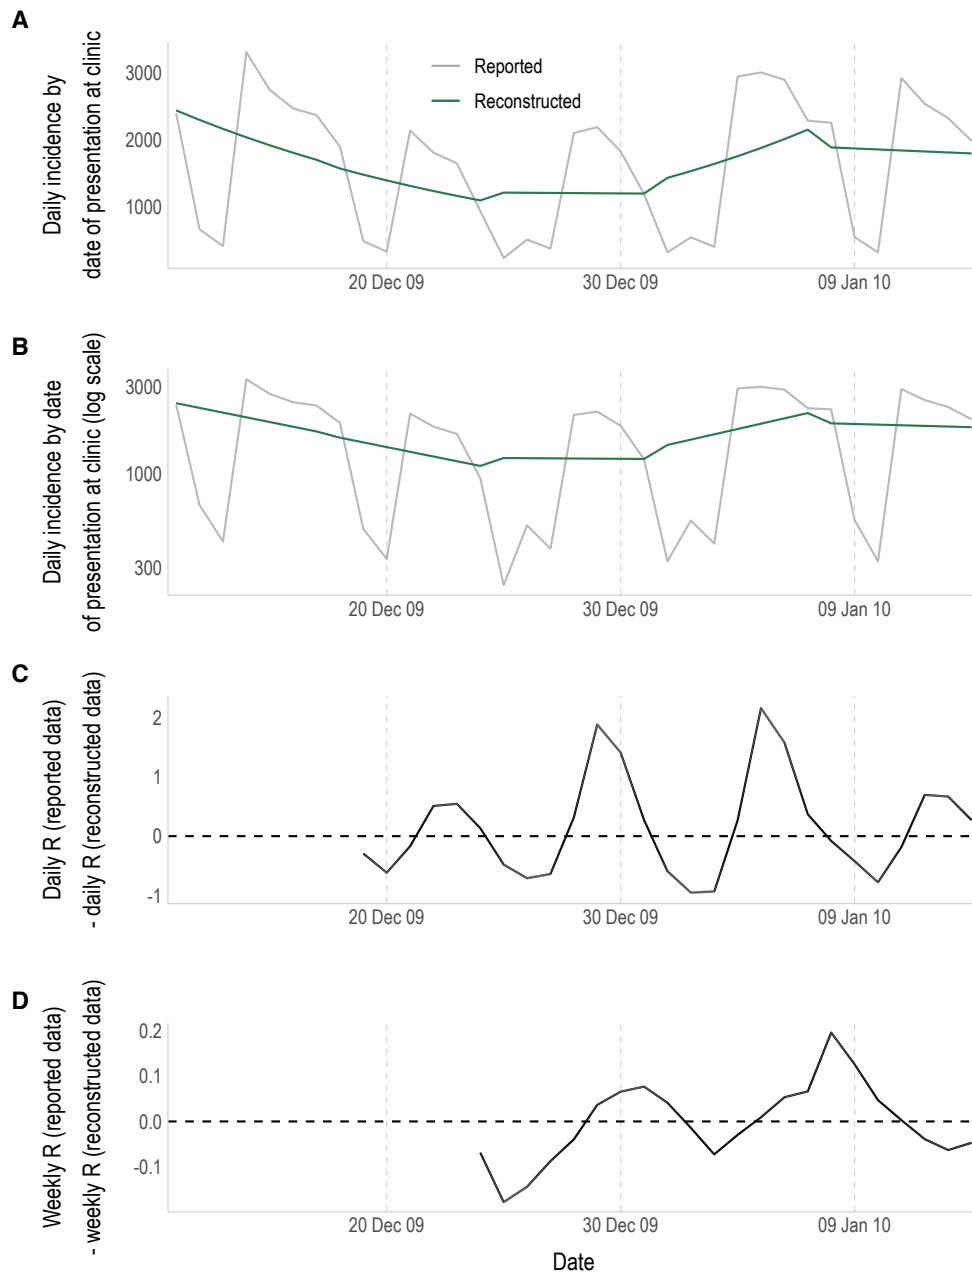 A
Daily incidence by
date of presentation at clinic
3000
2000
1000
Reported
Reconstructed
20 Dec 09
30 Dec 09
09 Jan 10
B
Daily incidence by date
of presentation at clinic (log scale)
3000
1000
300
20 Dec 09
30 Dec 09
09 Jan 10
C
Daily R (reported data)
- daily R (reconstructed data)
2
1
0
-1
20 Dec 09
30 Dec 09
09 Jan 10
D
Weekly R (reported data)
- weekly R (reconstructed data)
0.2
0.1
0.0
-0.1
20 Dec 09
30 Dec 09
09 Jan 10
Date